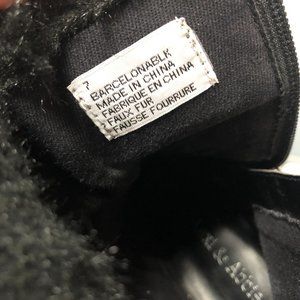 7
BARCELONABLK
MADE IN CHINA
FABRIQUE EN CHINA
FAUX FUR
FAUSSE FOURRURE